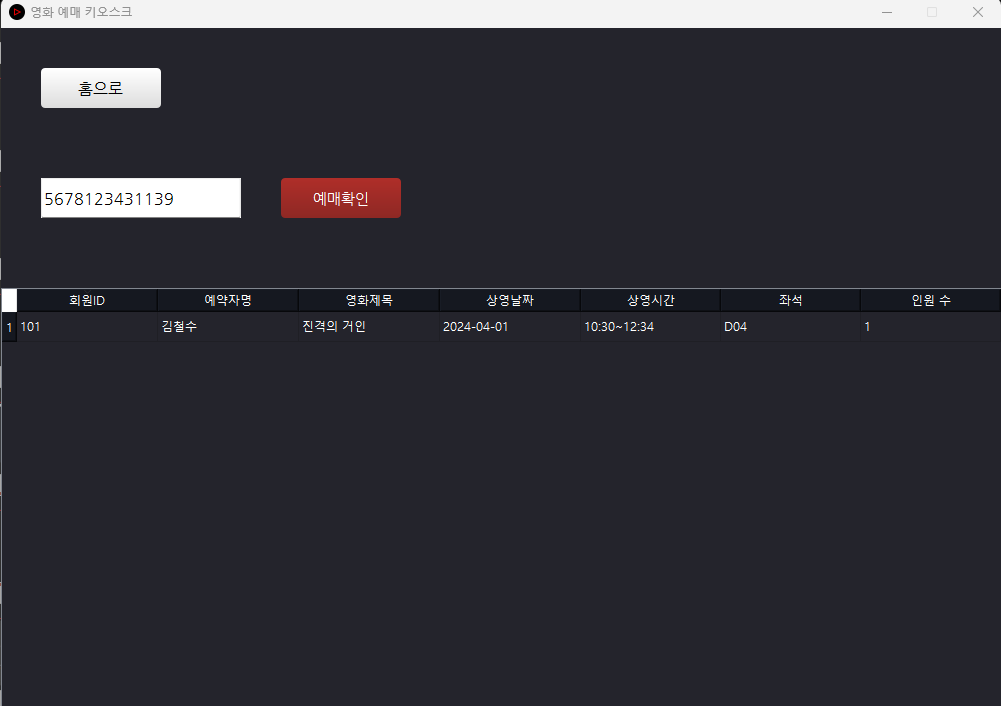 영화 예매 키오스크
홈으로
5678123431139 예매확인
회원ID 예약자명 영화제목 상영날짜 상영시간 좌석 인원 수
1 101 김철수 진격의 거인 2024-04-01 10:30~12:34 D04 1